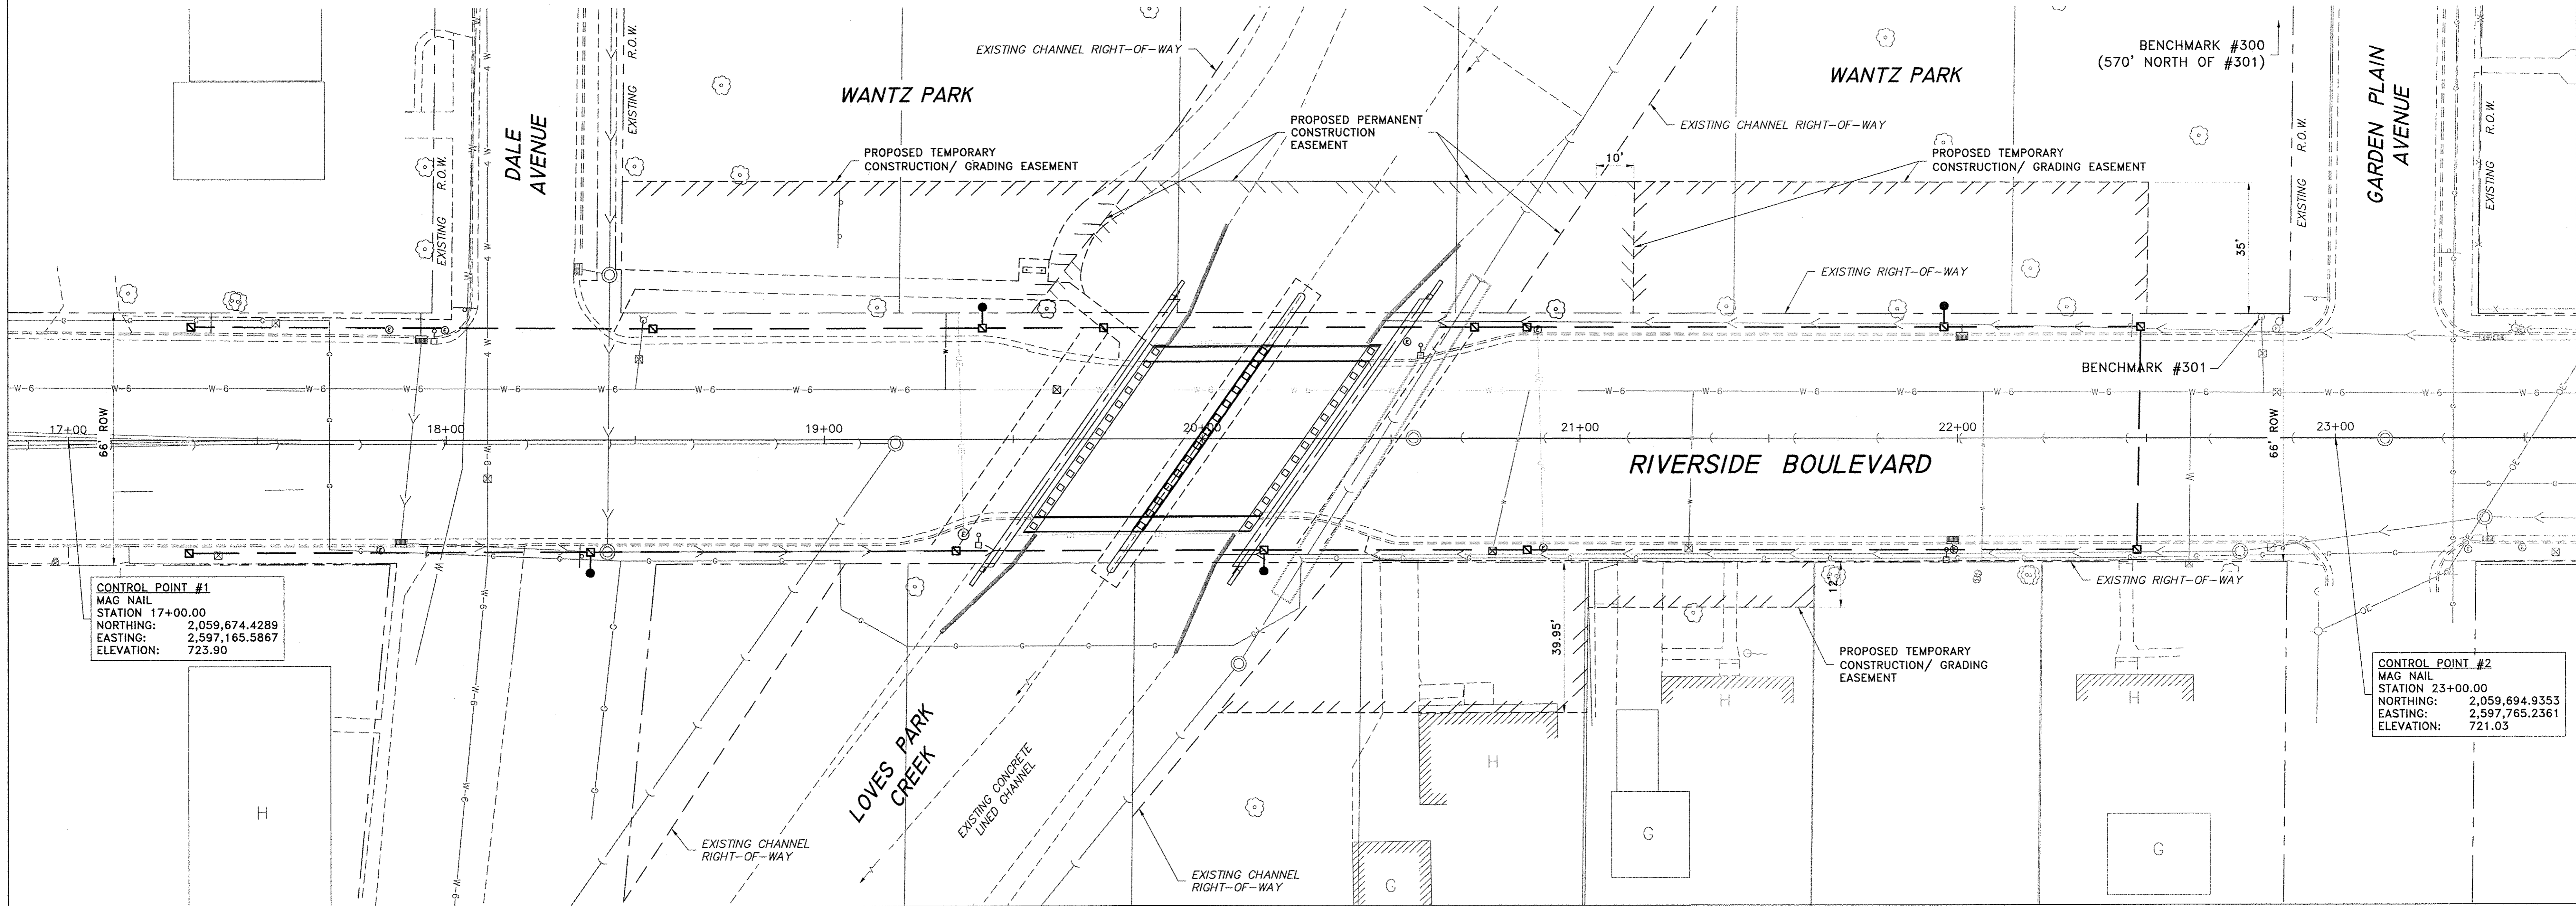 EXISTING CHANNEL RIGHT-OF-WAY
WANTZ PARK
WANTZ PARK
BENCHMARK #300
(570' NORTH OF #301)
GARDEN PLAIN
AVENUE
DALE
AVENUE
EXISTING R.O.W.
EXISTING R.O.W.
EXISTING R.O.W.
EXISTING R.O.W.
PROPOSED PERMANENT
CONSTRUCTION
EASEMENT
EXISTING CHANNEL RIGHT-OF-WAY
PROPOSED TEMPORARY
CONSTRUCTION/ GRADING EASEMENT
10'
PROPOSED TEMPORARY
CONSTRUCTION/ GRADING EASEMENT
35'
EXISTING RIGHT-OF-WAY
BENCHMARK #301
66' ROW
17+00
18+00
19+00
20+00
21+00
22+00
23+00
66' ROW
RIVERSIDE BOULEVARD
CONTROL POINT #1
MAG NAIL
STATION 17+00.00
NORTHING: 2,059,674.4289
EASTING: 2,597,165.5867
ELEVATION: 723.90
EXISTING RIGHT-OF-WAY
12'
39.95'
PROPOSED TEMPORARY
CONSTRUCTION/ GRADING
EASEMENT
CONTROL POINT #2
MAG NAIL
STATION 23+00.00
NORTHING: 2,059,694.9353
EASTING: 2,597,765.2361
ELEVATION: 721.03
LOVES PARK
CREEK
EXISTING CONCRETE
LINED CHANNEL
EXISTING CHANNEL
RIGHT-OF-WAY
EXISTING CHANNEL
RIGHT-OF-WAY
H
H
H
H
G
G
G